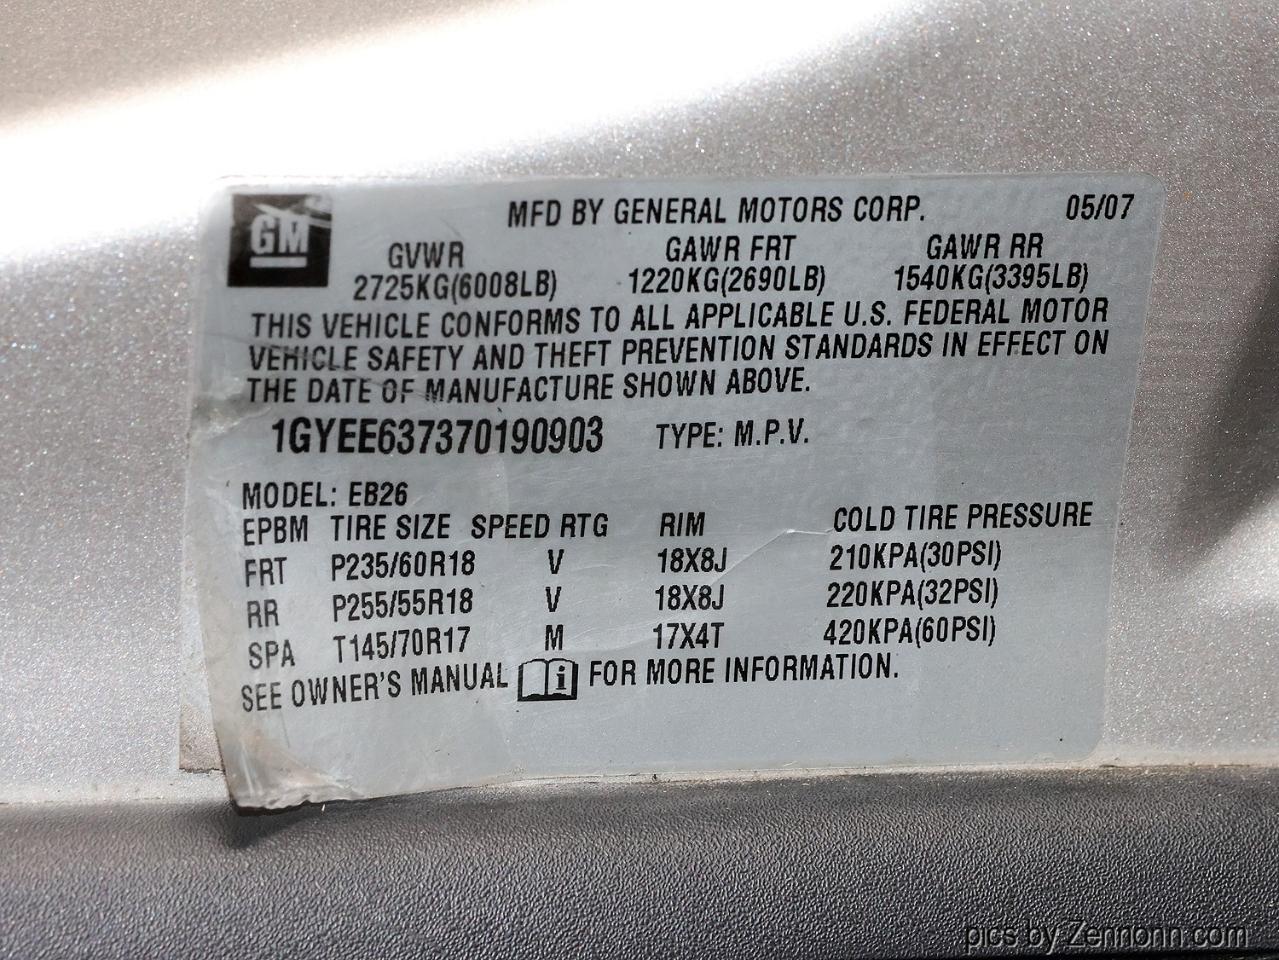 GM
MFD BY GENERAL MOTORS CORP. 05/07
GVWR GAWR FRT GAWR RR
2725KG(6008LB) 1220KG(2690LB) 1540KG(3395LB)
THIS VEHICLE CONFORMS TO ALL APPLICABLE U.S. FEDERAL MOTOR
VEHICLE SAFETY AND THEFT PREVENTION STANDARDS IN EFFECT ON
THE DATE OF MANUFACTURE SHOWN ABOVE.
1GYEE637370190903 TYPE: M.P.V.
MODEL: EB26
EPBM TIRE SIZE SPEED RTG RIM COLD TIRE PRESSURE
FRT P235/60R18 V 18X8J 210KPA(30PSI)
RR P255/55R18 V 18X8J 220KPA(32PSI)
SPA T145/70R17 M 17X4T 420KPA(60PSI)
SEE OWNER'S MANUAL i FOR MORE INFORMATION.
pics by Zennonn.com